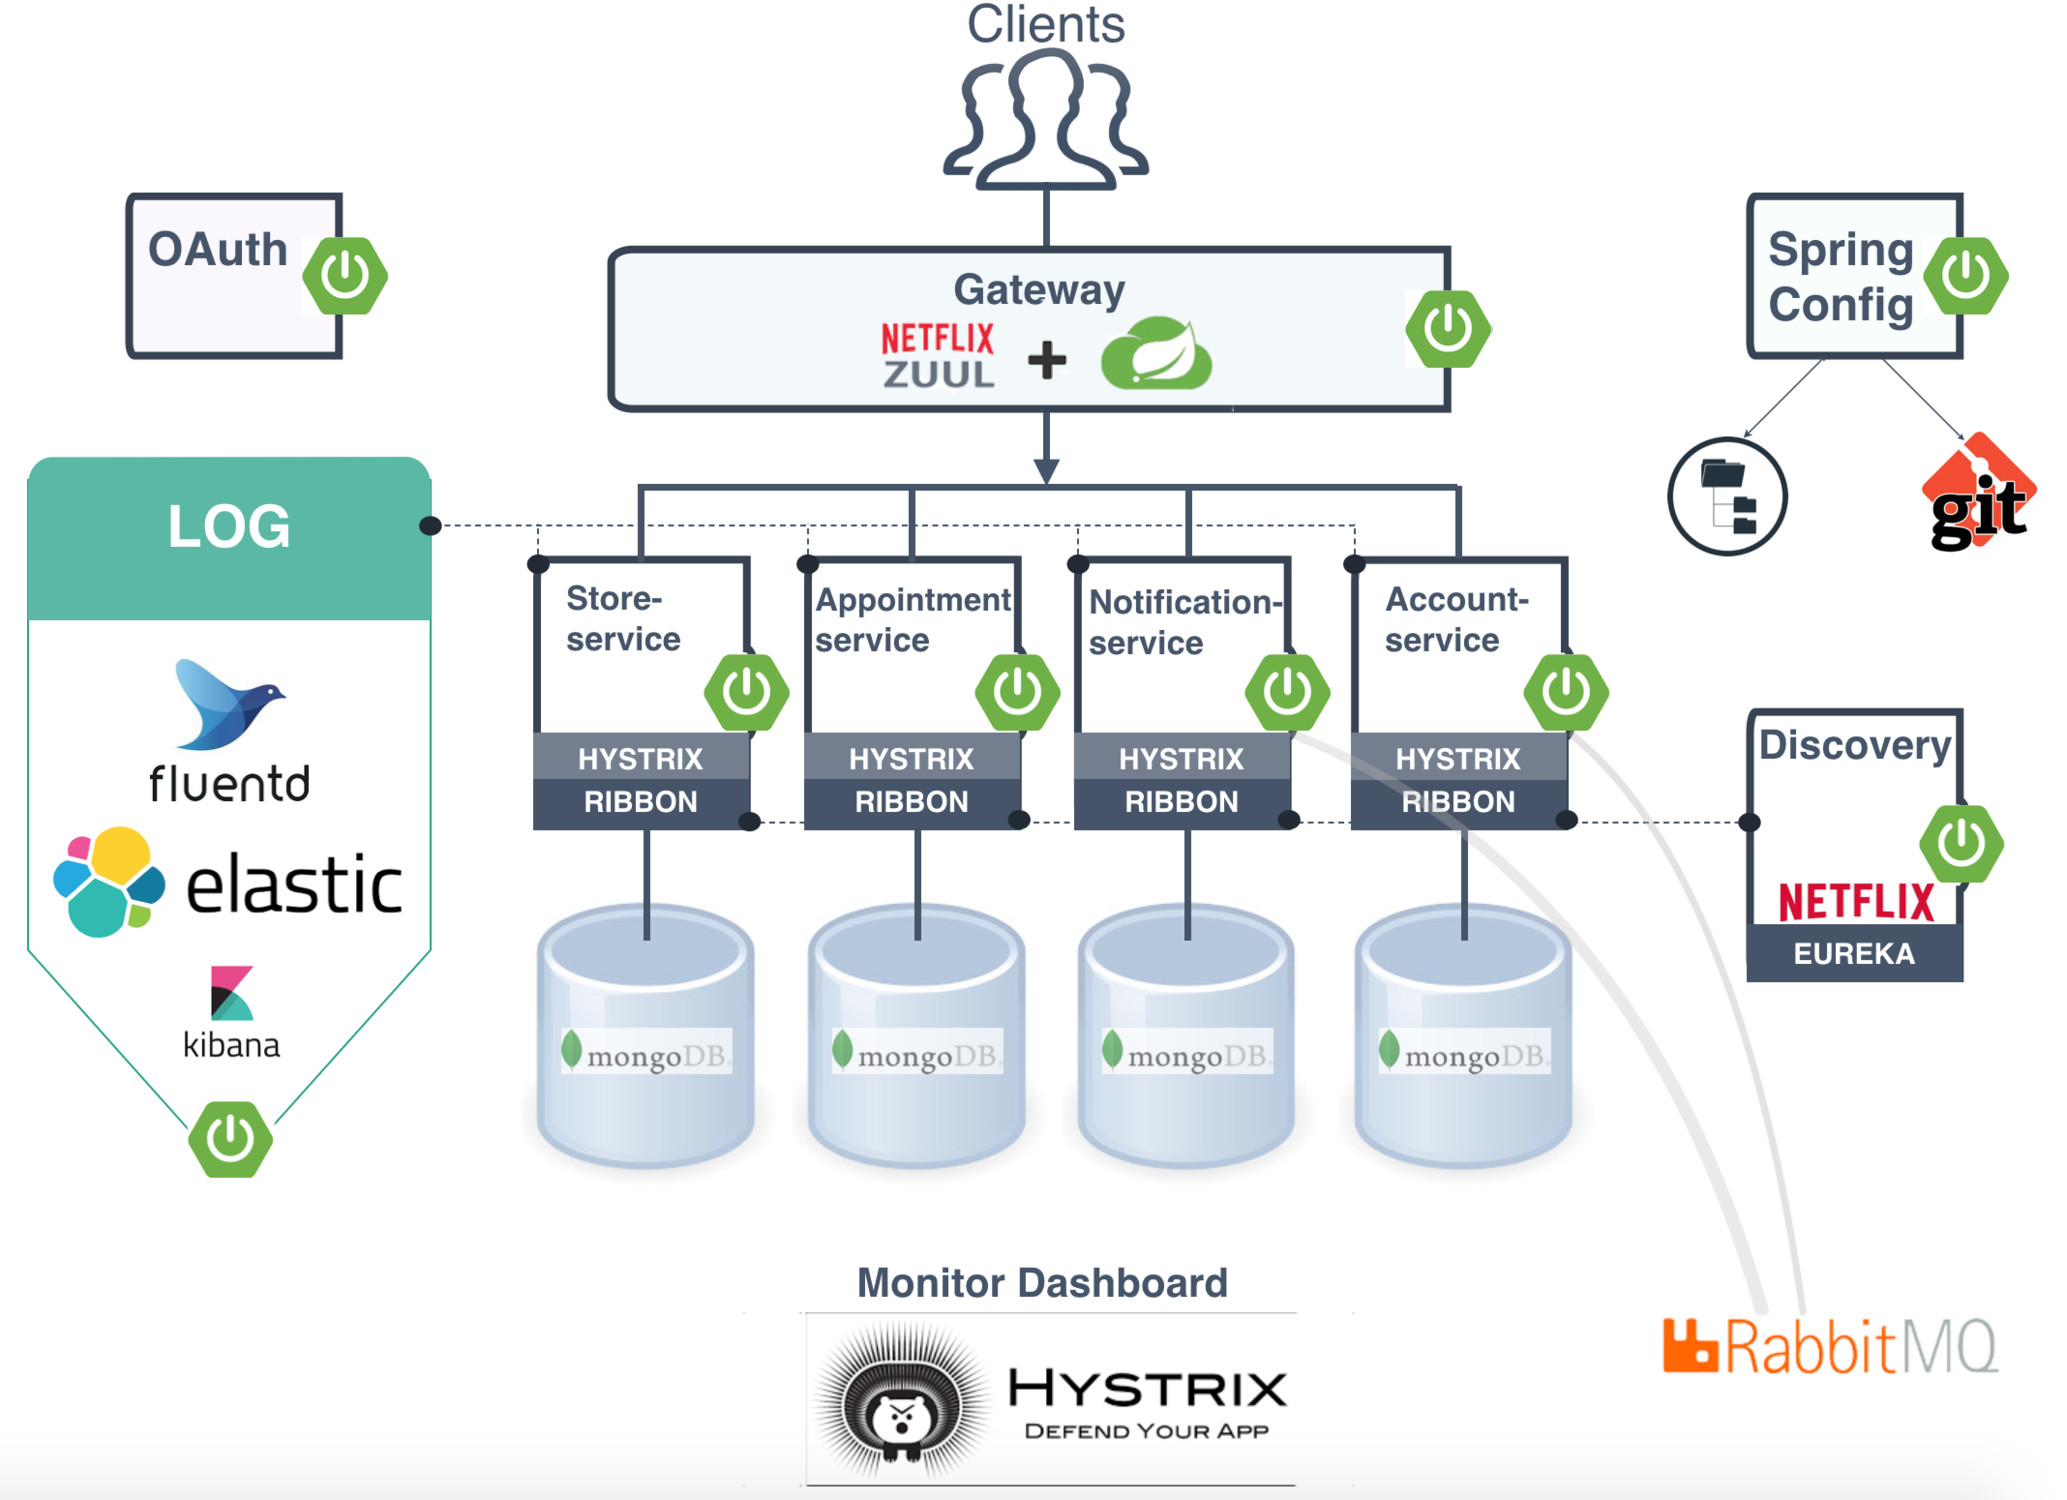 Clients
OAuth
Gateway
NETFLIX
ZUUL
+
Spring
Config
git
LOG
fluentd
elastic
kibana
Store-
service
HYSTRIX
RIBBON
Appointment
service
HYSTRIX
RIBBON
Notification-
service
HYSTRIX
RIBBON
Account-
service
HYSTRIX
RIBBON
Discovery
NETFLIX
EUREKA
mongoDB.
mongoDB.
mongoDB.
mongoDB.
Monitor Dashboard
HYSTRIX
DEFEND YOUR APP
RabbitMQ